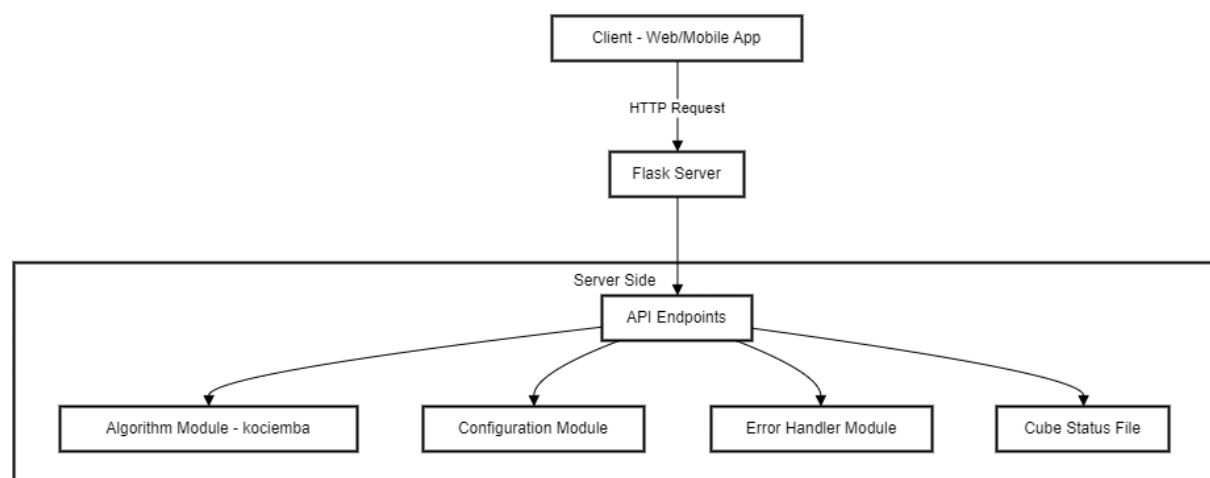 Client - Web/Mobile App
HTTP Request
Flask Server
Server Side
API Endpoints
Algorithm Module - kociemba
Configuration Module
Error Handler Module
Cube Status File